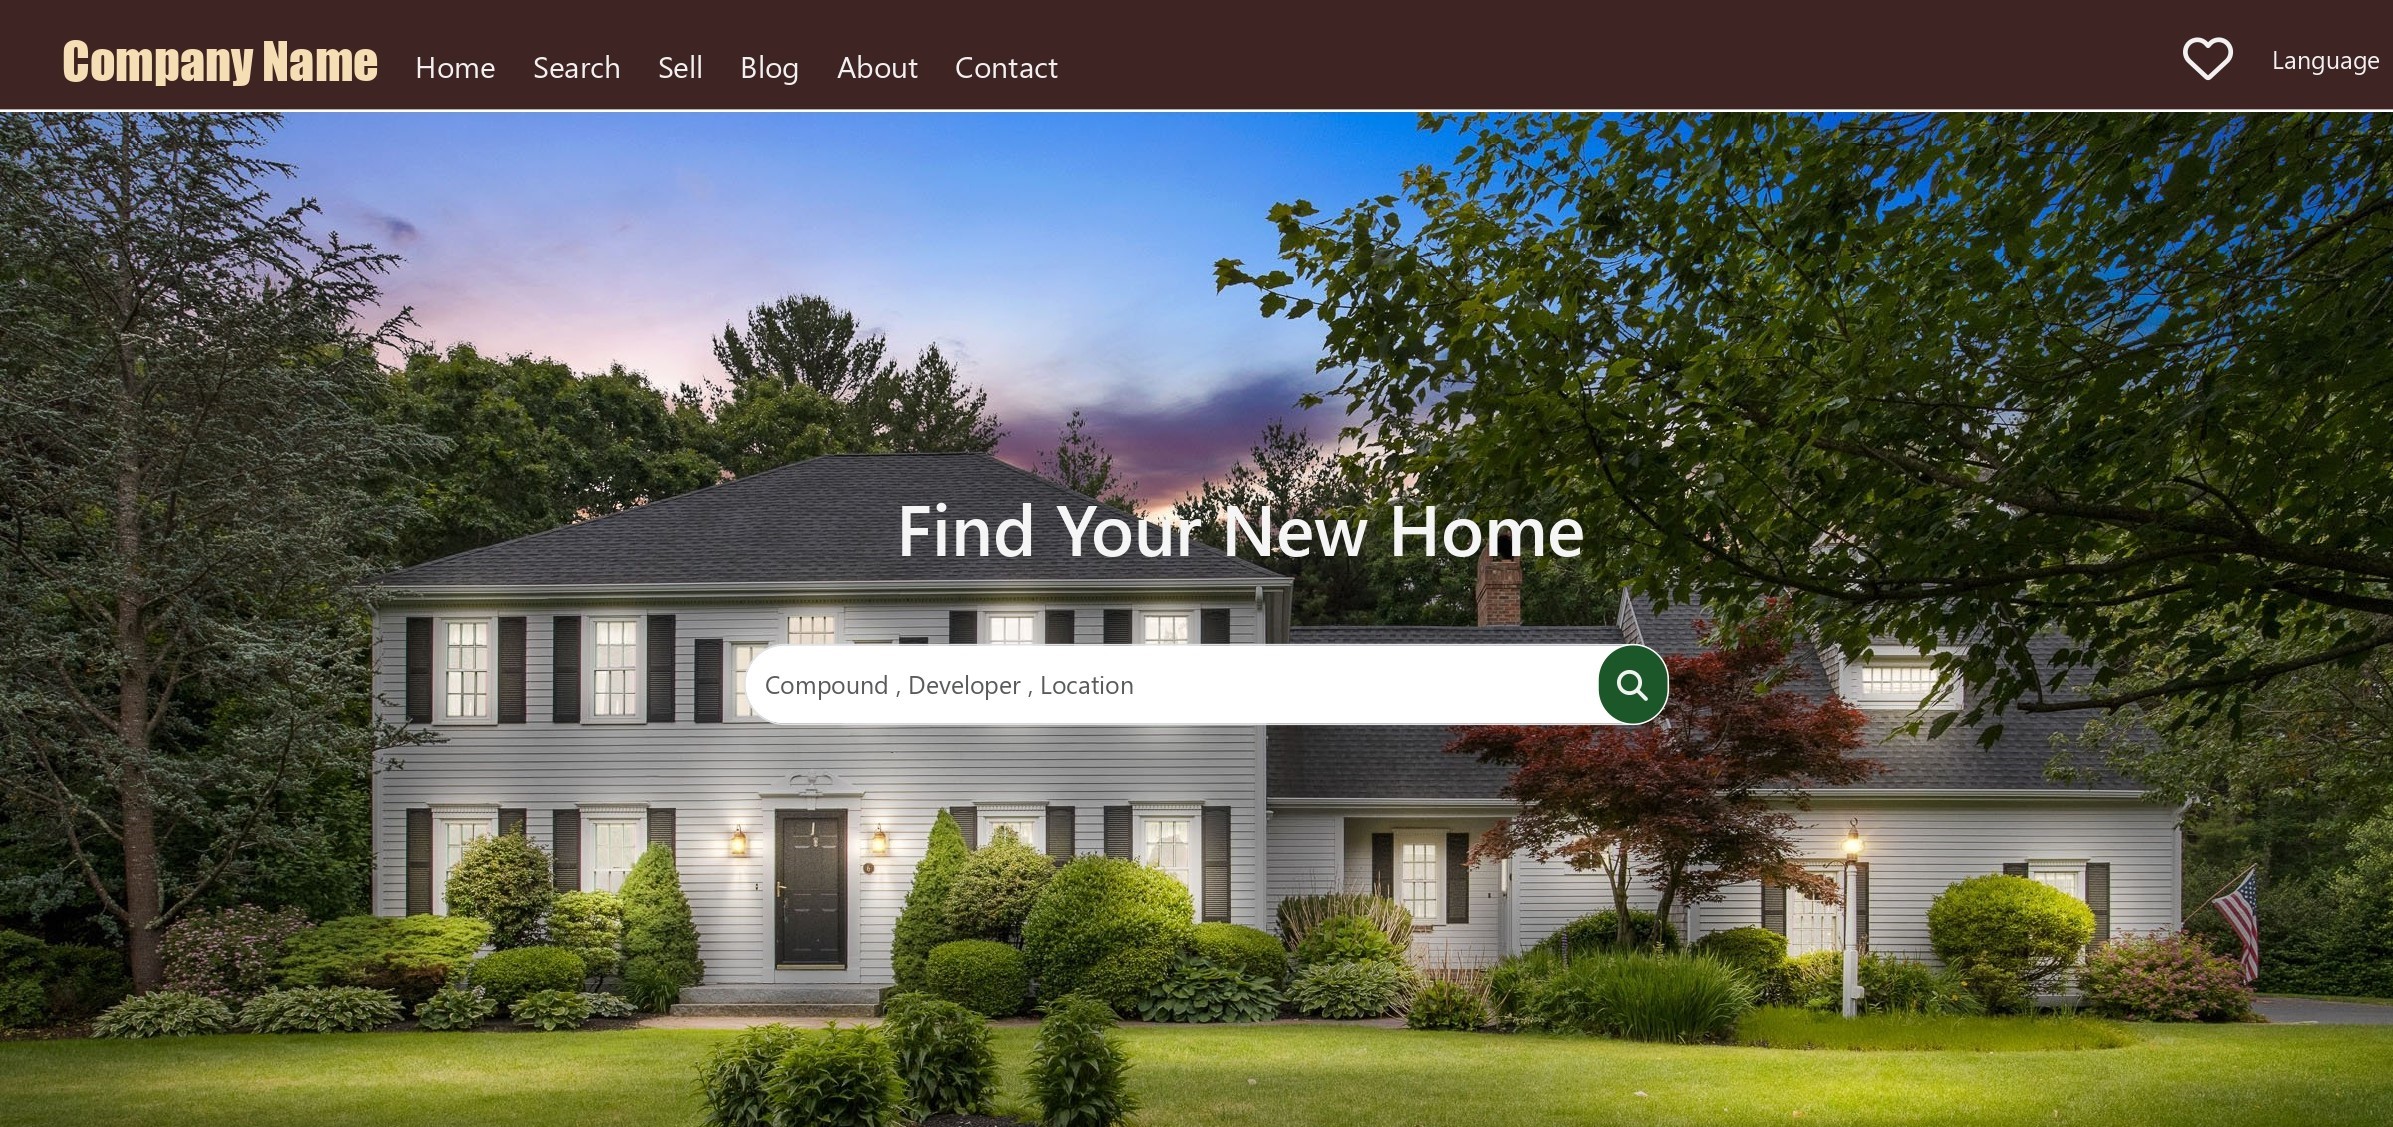 Company Name
Home Search Sell Blog About Contact
Language
Find Your New Home
Compound , Developer , Location